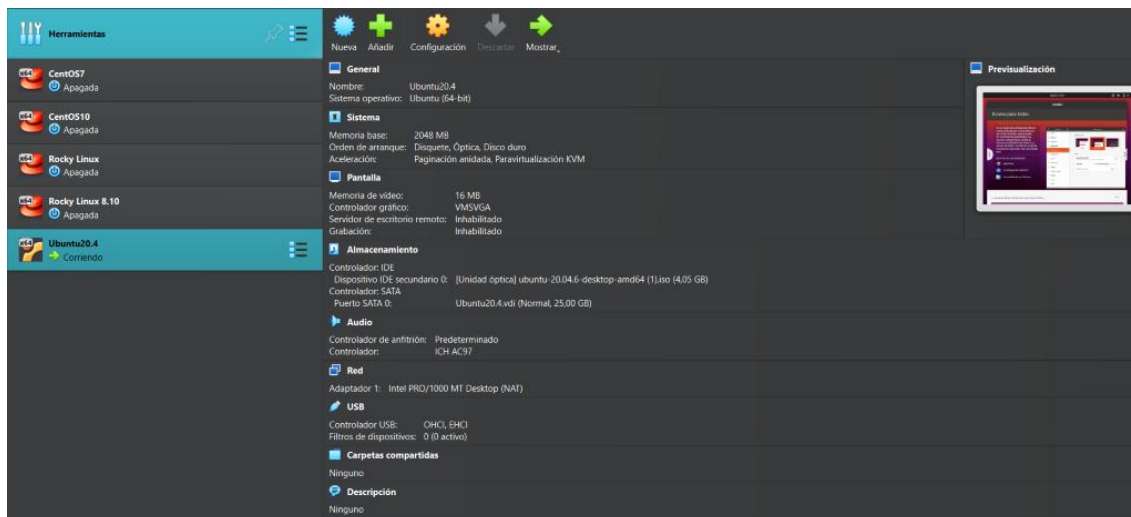 Herramientas
Nueva Añadir Configuración Descartar Mostrar
CentOS7
Apagada
CentOS10
Apagada
Rocky Linux
Apagada
Rocky Linux 8.10
Apagada
Ubuntu20.4
Corriendo
General
Nombre: Ubuntu20.4
Sistema operativo: Ubuntu (64-bit)
Sistema
Memoria base: 2048 MB
Orden de arranque: Disquete, Óptica, Disco duro
Aceleración: Paginación anidada, Paravirtualización KVM
Pantalla
Memoria de vídeo: 16 MB
Controlador gráfico: VMSVGA
Servidor de escritorio remoto: Inhabilitado
Grabación: Inhabilitado
Almacenamiento
Controlador: IDE
Dispositivo IDE secundario 0: [Unidad óptica] ubuntu-20.04.6-desktop-amd64 (1).iso (4,05 GB)
Controlador: SATA
Puerto SATA 0: Ubuntu20.4.vdi (Normal, 25,00 GB)
Audio
Controlador de anfitrión: Predeterminado
Controlador: ICH AC97
Red
Adaptador 1: Intel PRO/1000 MT Desktop (NAT)
USB
Controlador USB: OHCI, EHCI
Filtros de dispositivos: 0 (0 activo)
Carpetas compartidas
Ninguno
Descripción
Ninguno
Previsualización